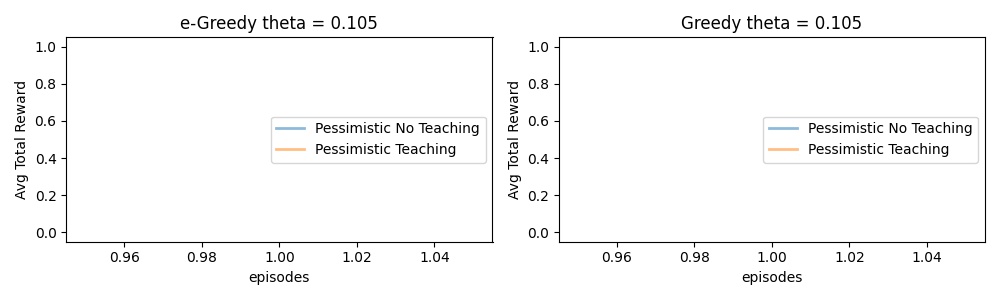 e-Greedy theta = 0.105
Avg Total Reward
1.0
0.8
0.6
0.4
0.2
0.0
Pessimistic No Teaching
Pessimistic Teaching
0.96 0.98 1.00 1.02 1.04
episodes
Greedy theta = 0.105
Avg Total Reward
1.0
0.8
0.6
0.4
0.2
0.0
Pessimistic No Teaching
Pessimistic Teaching
0.96 0.98 1.00 1.02 1.04
episodes